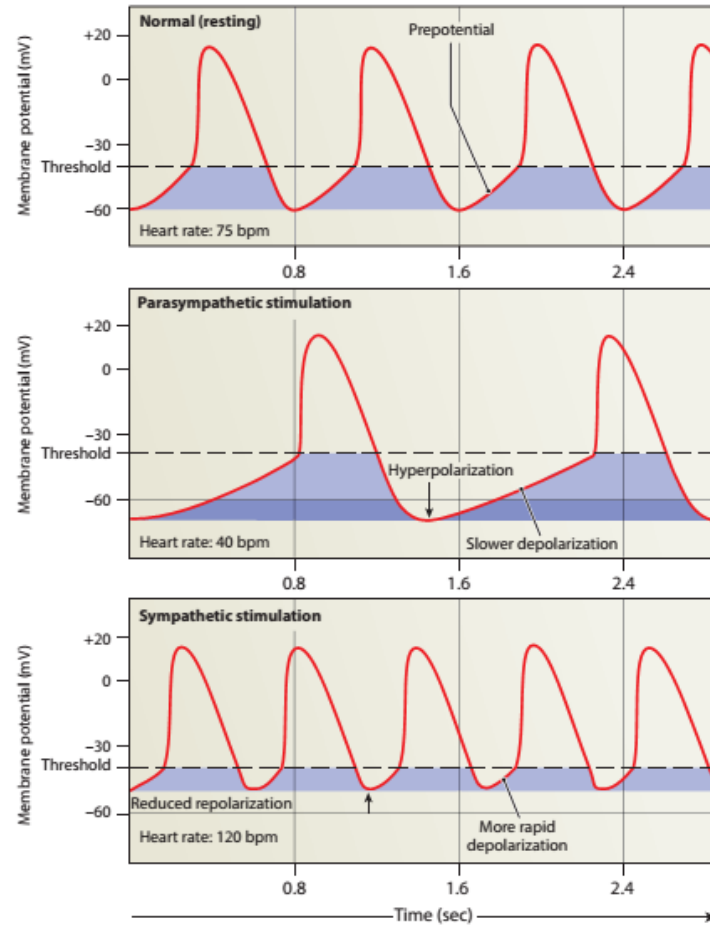 Normal (resting)
Prepotential
Membrane potential (mV)
+20
0
−30
Threshold
−60
Heart rate: 75 bpm
0.8
1.6
2.4
Parasympathetic stimulation
Membrane potential (mV)
+20
0
−30
Threshold
Hyperpolarization
−60
Slower depolarization
Heart rate: 40 bpm
0.8
1.6
2.4
Sympathetic stimulation
Membrane potential (mV)
+20
0
−30
Threshold
Reduced repolarization
−60
More rapid
depolarization
Heart rate: 120 bpm
0.8
1.6
2.4
Time (sec)